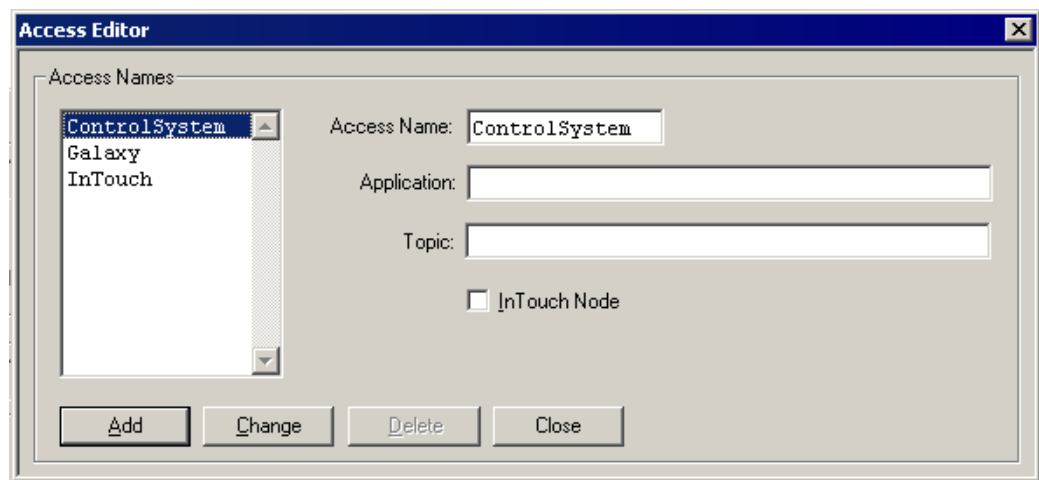 Access Editor
Access Names
ControlSystem
Galaxy
InTouch
Access Name: ControlSystem
Application:
Topic:
InTouch Node
Add Change Delete Close